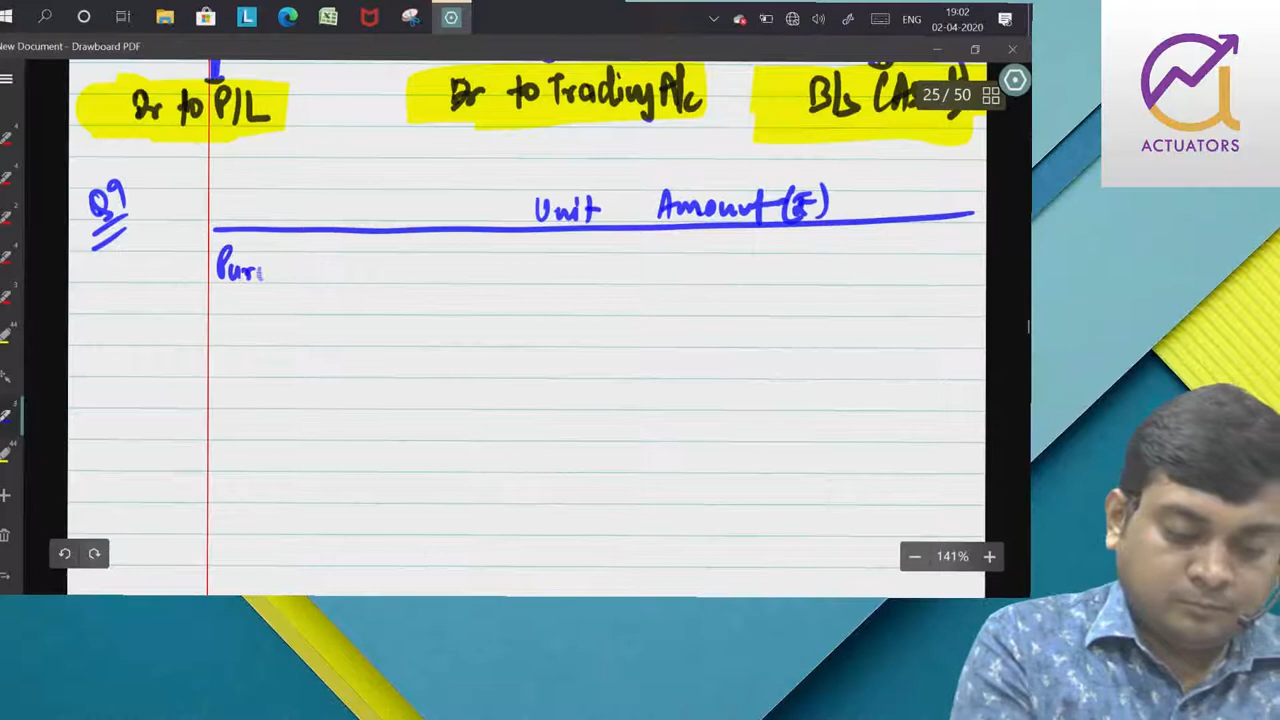 19:02
ENG
02-04-2020
New Document - Drawboard PDF
Dr to P/L
Dr to Trading A/c
B/s
25 / 50
ACTUATORS
Q9
Unit Amount (₹)
Pur
141%